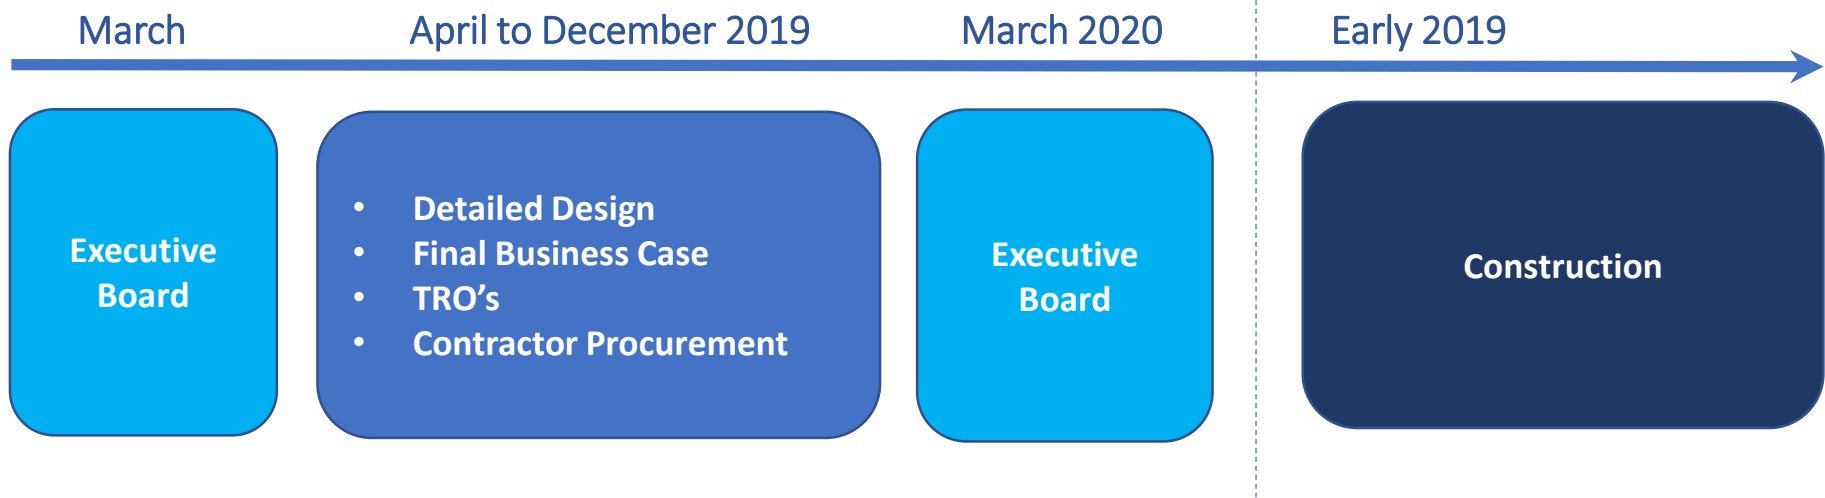 March
April to December 2019
March 2020
Early 2019
Executive
Board
• Detailed Design
• Final Business Case
• TRO’s
• Contractor Procurement
Executive
Board
Construction